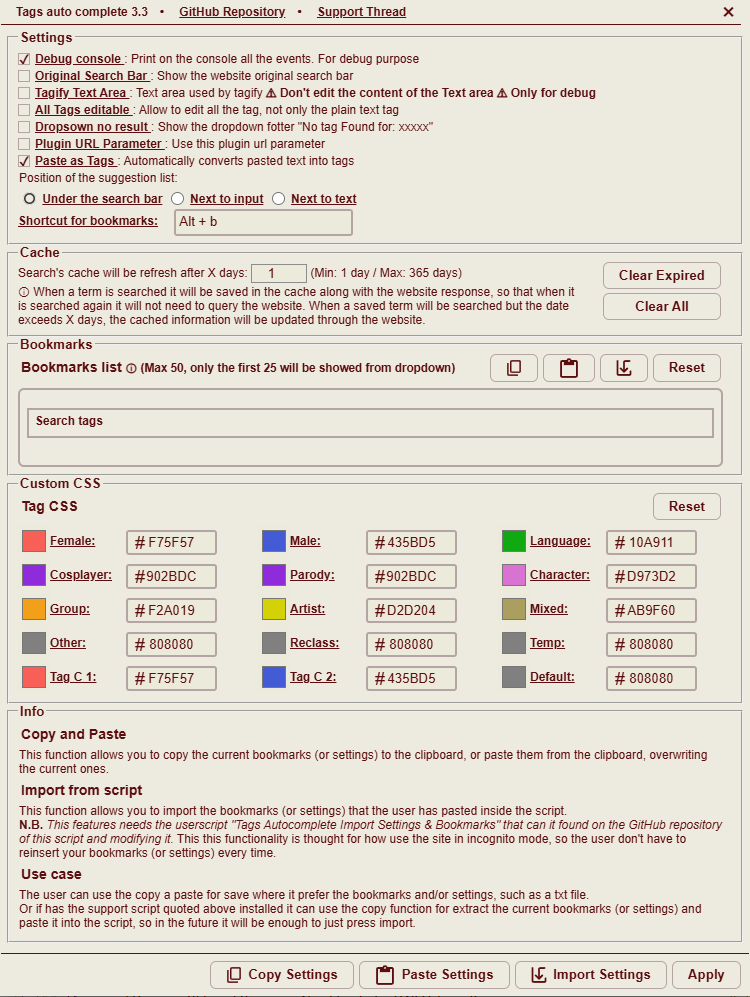 Tags auto complete 3.3 • GitHub Repository • Support Thread ✕
Settings
Debug console : Print on the console all the events. For debug purpose
Original Search Bar : Show the website original search bar
Tagify Text Area : Text area used by tagify ⚠ Don't edit the content of the Text area ⚠ Only for debug
All Tags editable : Allow to edit all the tag, not only the plain text tag
Dropsown no result : Show the dropdown fotter "No tag Found for: xxxxx"
Plugin URL Parameter : Use this plugin url parameter
Paste as Tags : Automatically converts pasted text into tags
Position of the suggestion list:
Under the search bar Next to input Next to text
Shortcut for bookmarks: Alt + b
Cache
Search's cache will be refresh after X days: 1 (Min: 1 day / Max: 365 days)
Clear Expired
ⓘ When a term is searched it will be saved in the cache along with the website response, so that when it
is searched again it will not need to query the website. When a saved term will be searched but the date
exceeds X days, the cached information will be updated through the website.
Clear All
Bookmarks
Bookmarks list ⓘ (Max 50, only the first 25 will be showed from dropdown) Reset
Search tags
Custom CSS
Tag CSS Reset
Female: # F75F57 Male: # 435BD5 Language: # 10A911
Cosplayer: # 902BDC Parody: # 902BDC Character: # D973D2
Group: # F2A019 Artist: # D2D204 Mixed: # AB9F60
Other: # 808080 Reclass: # 808080 Temp: # 808080
Tag C 1: # F75F57 Tag C 2: # 435BD5 Default: # 808080
Info
Copy and Paste
This function allows you to copy the current bookmarks (or settings) to the clipboard, or paste them from the clipboard, overwriting
the current ones.
Import from script
This function allows you to import the bookmarks (or settings) that the user has pasted inside the script.
N.B. This features needs the userscript "Tags Autocomplete Import Settings & Bookmarks" that can it found on the GitHub repository
of this script and modifying it. This this functionality is thought for how use the site in incognito mode, so the user don't have to
reinsert your bookmarks (or settings) every time.
Use case
The user can use the copy a paste for save where it prefer the bookmarks and/or settings, such as a txt file.
Or if has the support script quoted above installed it can use the copy function for extract the current bookmarks (or settings) and
paste it into the script, so in the future it will be enough to just press import.
Copy Settings Paste Settings Import Settings Apply